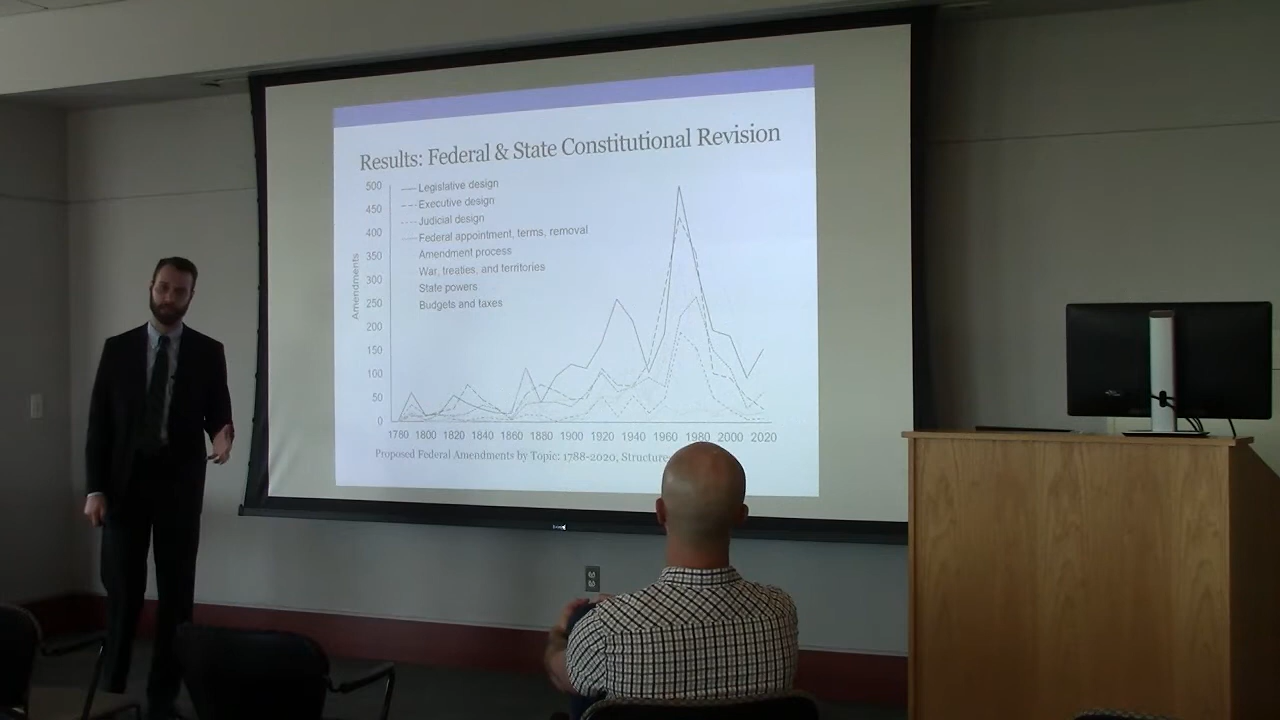 Results: Federal & State Constitutional Revision
500
450
400
350
300
250
200
150
100
50
0
Amendments
Legislative design
Executive design
Judicial design
Federal appointment, terms, removal
Amendment process
War, treaties, and territories
State powers
Budgets and taxes
1780 1800 1820 1840 1860 1880 1900 1920 1940 1960 1980 2000 2020
Proposed Federal Amendments by Topic: 1788-2020,